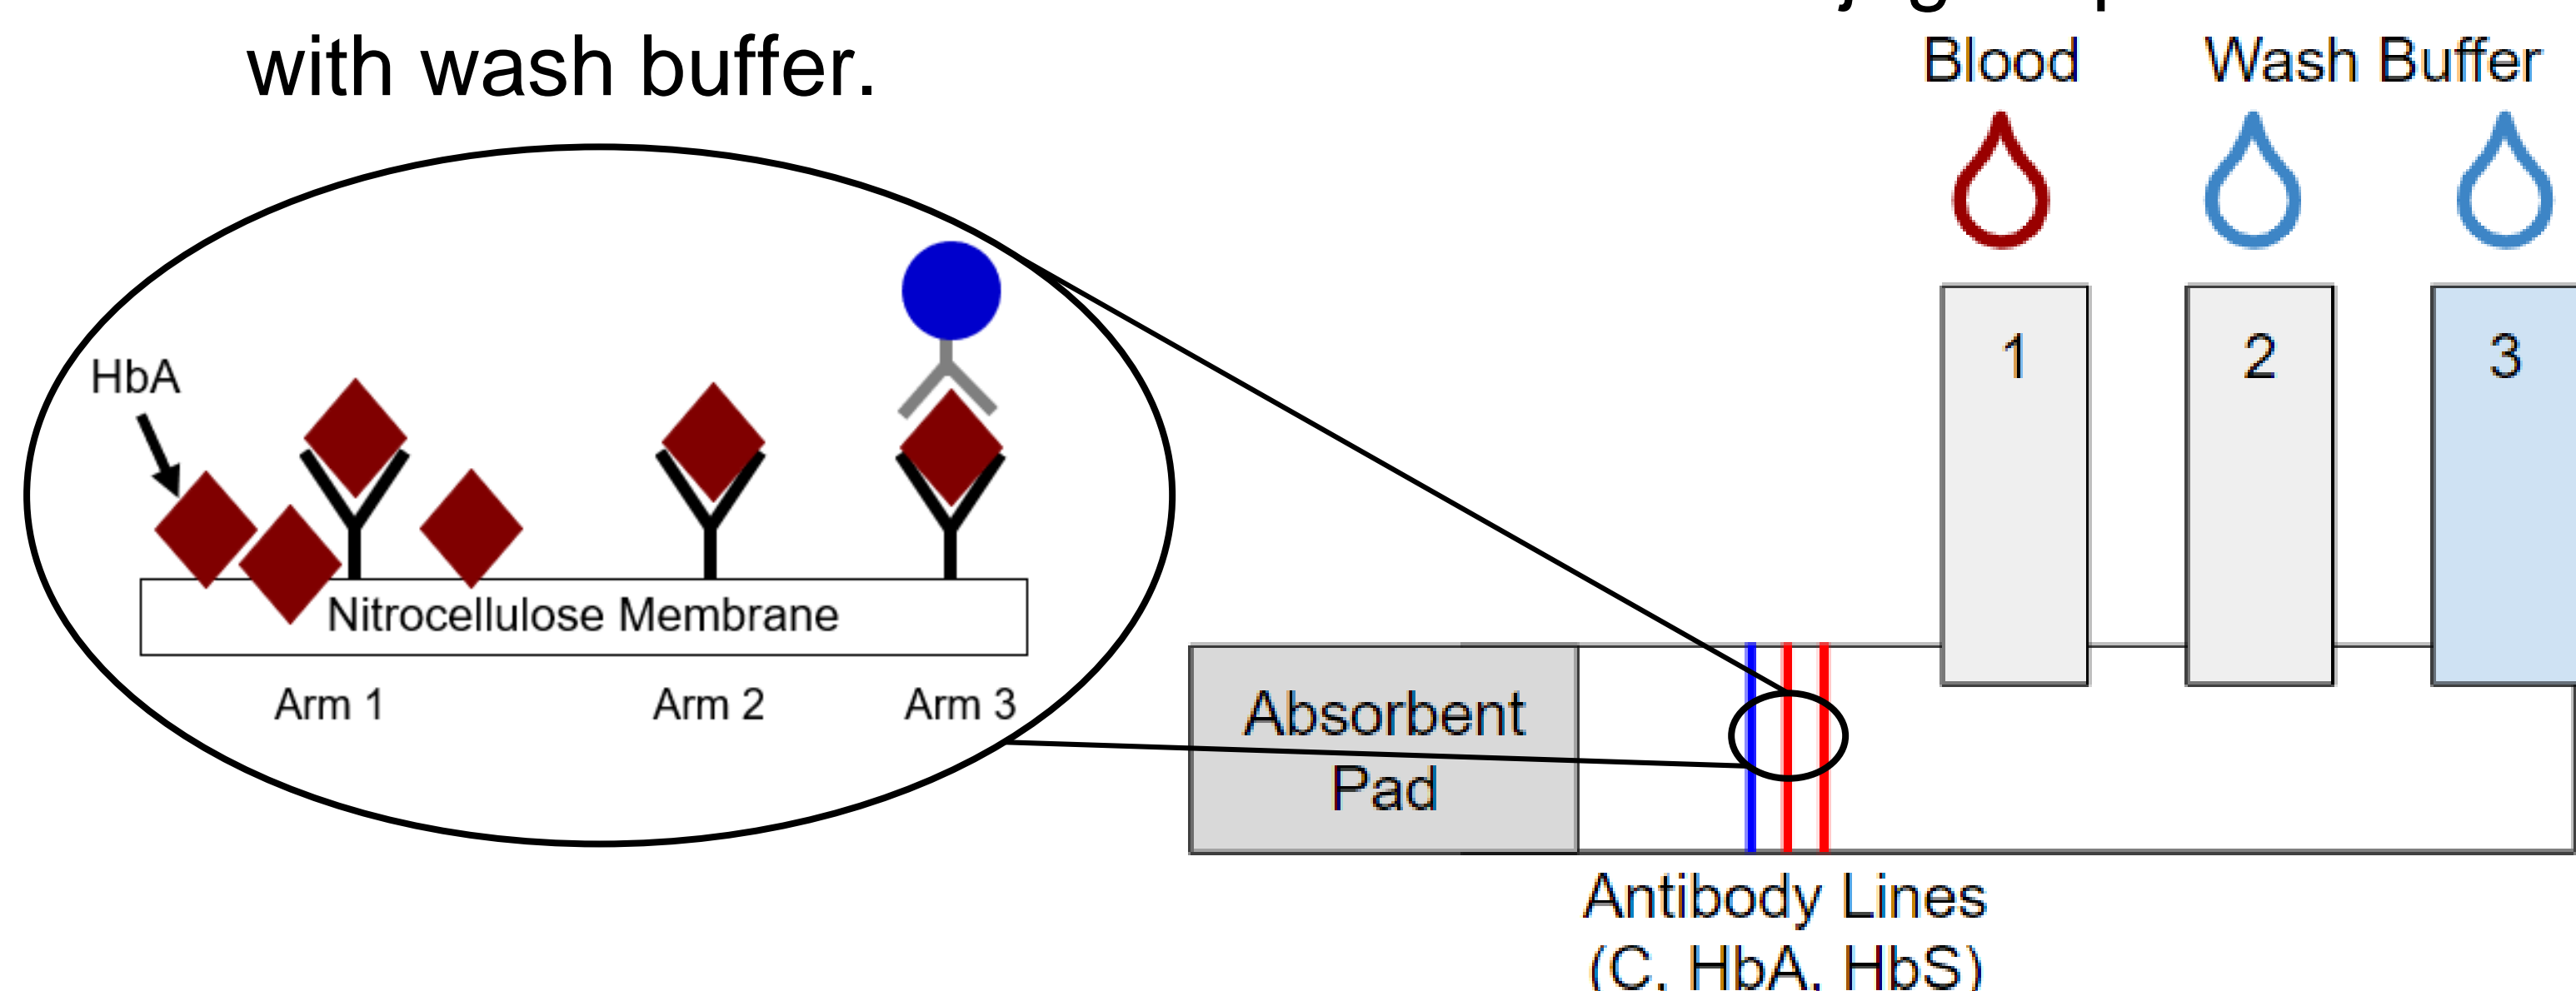 with wash buffer.
Blood
Wash Buffer
1
2
3
HbA
Nitrocellulose Membrane
Arm 1
Arm 2
Arm 3
Absorbent
Pad
Antibody Lines
(C, HbA, HbS)